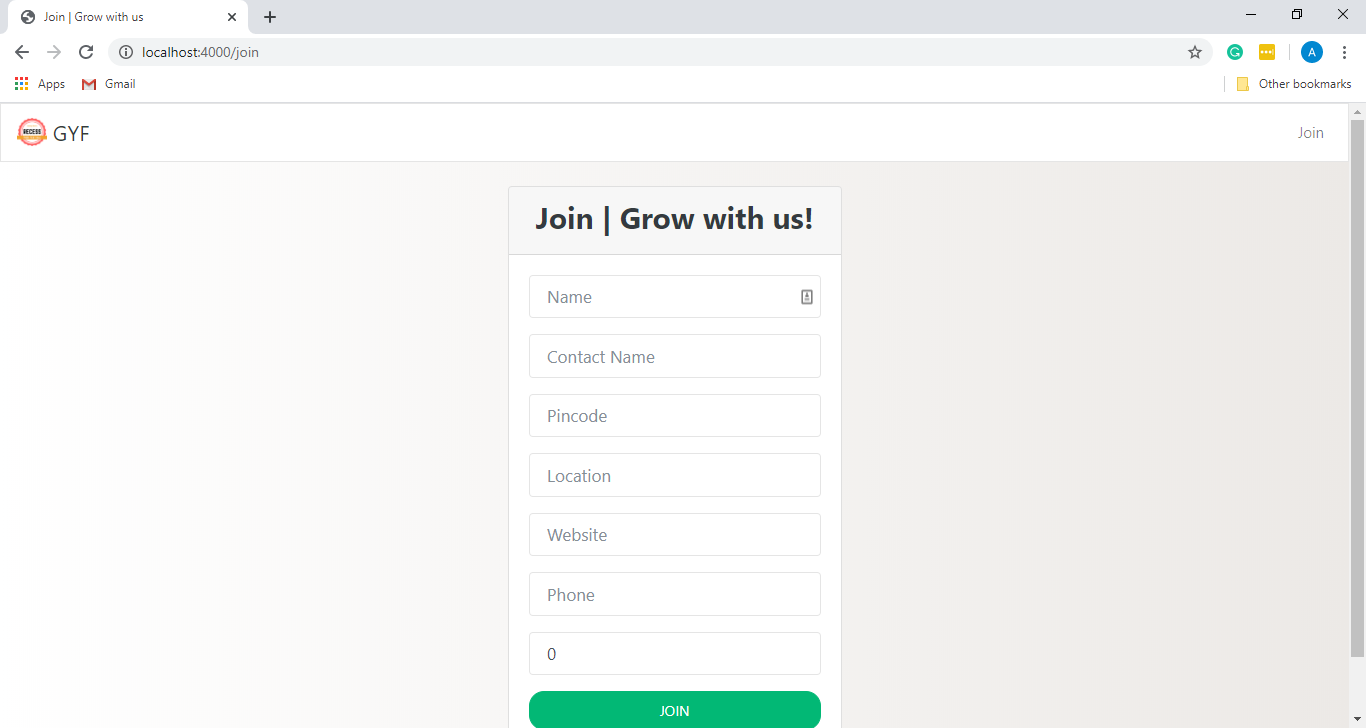 Join | Grow with us
localhost:4000/join
A
Apps
Gmail
Other bookmarks
RECESS
GYF
Join
Join | Grow with us!
Name
Contact Name
Pincode
Location
Website
Phone
0
JOIN